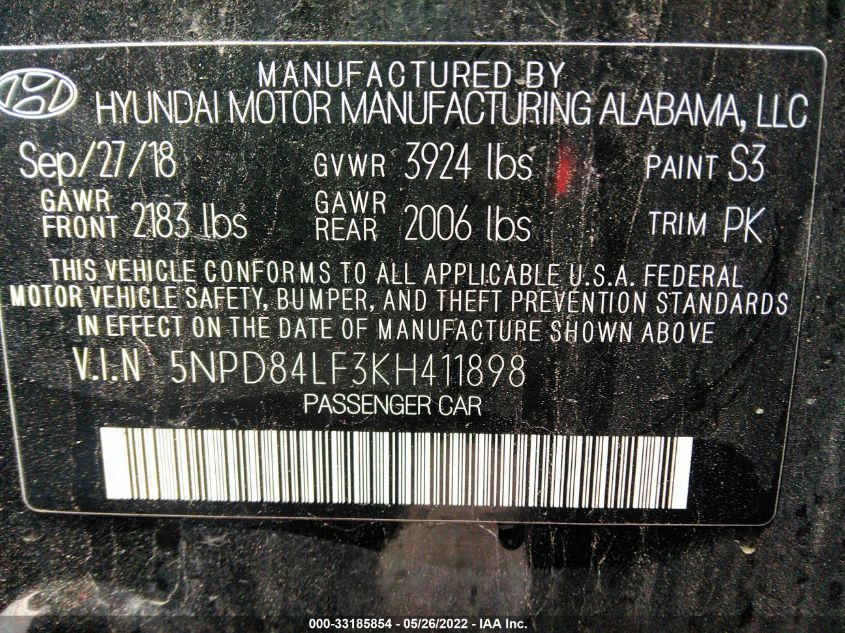 MANUFACTURED BY
HYUNDAI MOTOR MANUFACTURING ALABAMA, LLC
Sep/27/18 GVWR 3924 lbs PAINT S3
GAWR FRONT 2183 lbs GAWR REAR 2006 lbs TRIM PK
THIS VEHICLE CONFORMS TO ALL APPLICABLE U.S.A. FEDERAL
MOTOR VEHICLE SAFETY, BUMPER, AND THEFT PREVENTION STANDARDS
IN EFFECT ON THE DATE OF MANUFACTURE SHOWN ABOVE
V.I.N 5NPD84LF3KH411898
PASSENGER CAR
000-33185854 - 05/26/2022 - IAA Inc.